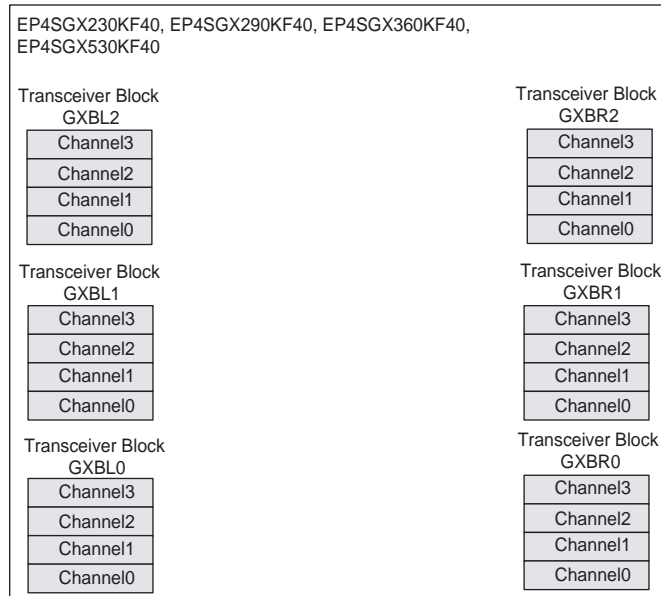 EP4SGX230KF40, EP4SGX290KF40, EP4SGX360KF40,
EP4SGX530KF40
Transceiver Block
GXBL2
Channel3
Channel2
Channel1
Channel0
Transceiver Block
GXBR2
Channel3
Channel2
Channel1
Channel0
Transceiver Block
GXBL1
Channel3
Channel2
Channel1
Channel0
Transceiver Block
GXBR1
Channel3
Channel2
Channel1
Channel0
Transceiver Block
GXBL0
Channel3
Channel2
Channel1
Channel0
Transceiver Block
GXBR0
Channel3
Channel2
Channel1
Channel0